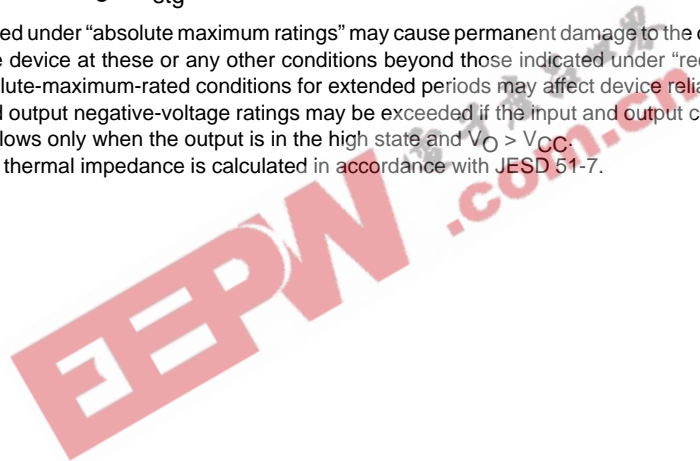 stg
ed under “absolute maximum ratings” may cause permanent damage to the d
e device at these or any other conditions beyond those indicated under “rec
lute-maximum-rated conditions for extended periods may affect device relia
d output negative-voltage ratings may be exceeded if the input and output c
lows only when the output is in the high state and VO > VCC.
thermal impedance is calculated in accordance with JESD 51-7.
EEPW
.com.cn